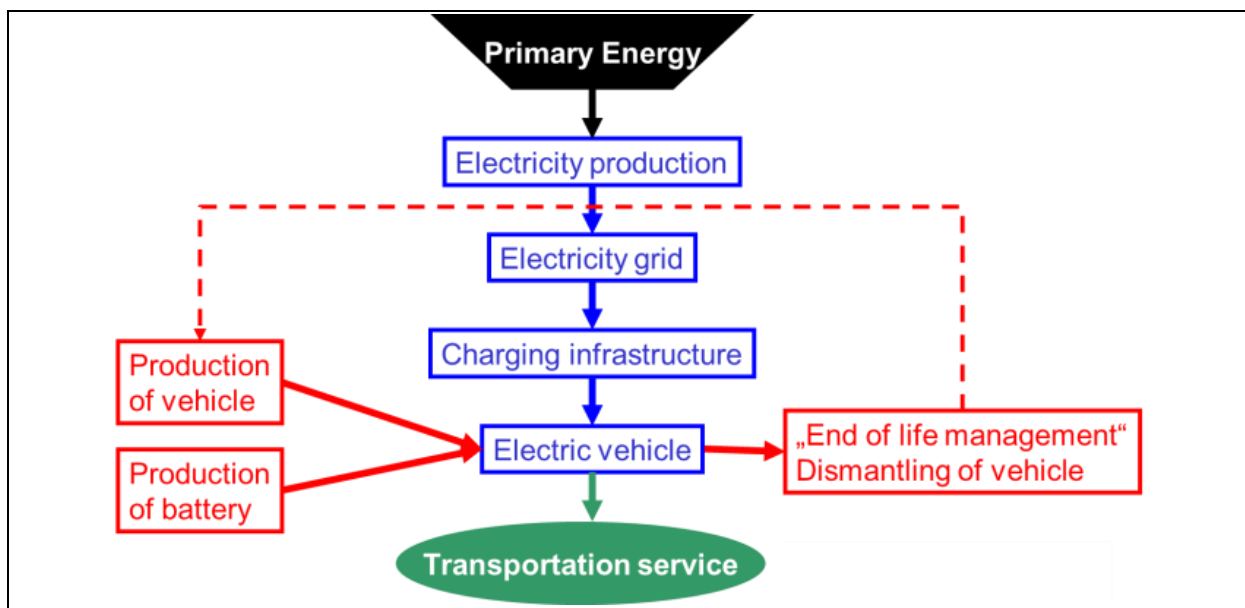 Primary Energy
Electricity production
Electricity grid
Charging infrastructure
Production
of vehicle
Electric vehicle
„End of life management“
Dismantling of vehicle
Production
of battery
Transportation service